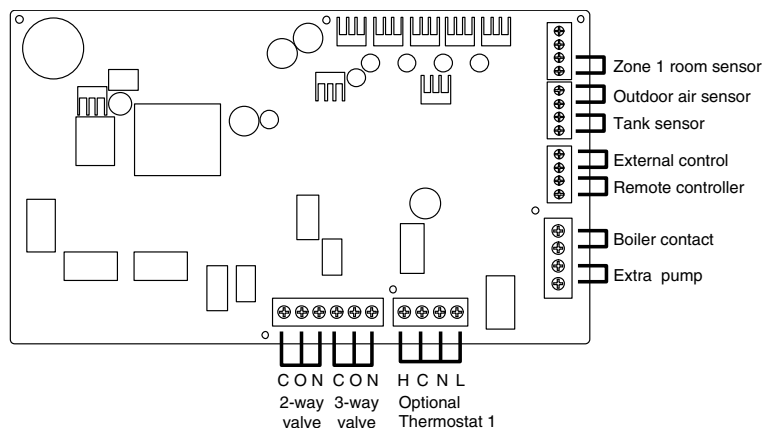 Zone 1 room sensor
Outdoor air sensor
Tank sensor
External control
Remote controller
Boiler contact
Extra pump
C O N C O N H C N L
2-way 3-way Optional
valve valve Thermostat 1